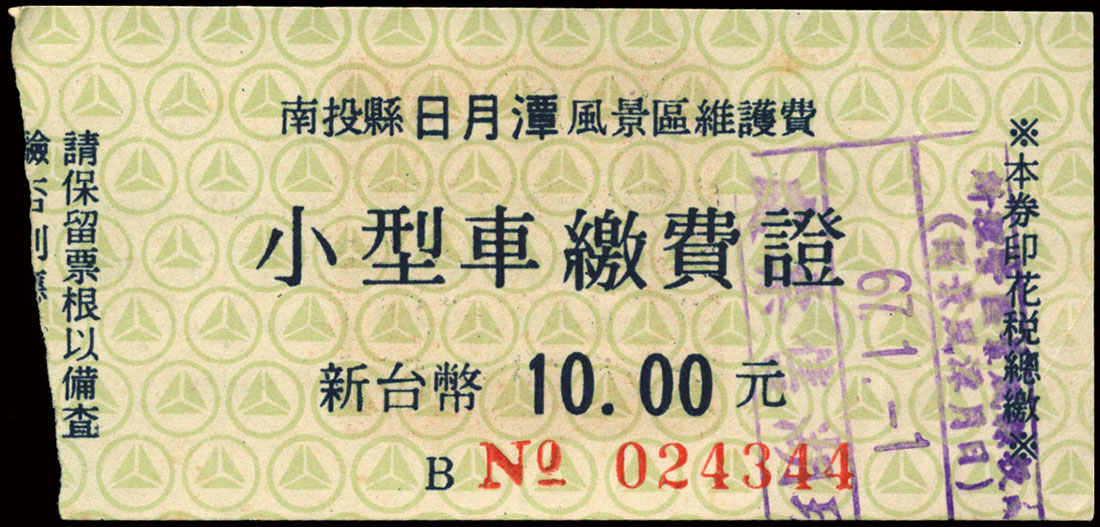 南投縣日月潭風景區維護費
小型車繳費證
新台幣 10.00 元
B № 024344
請保留票根以備查
※本券印花稅總繳※
67.1-1